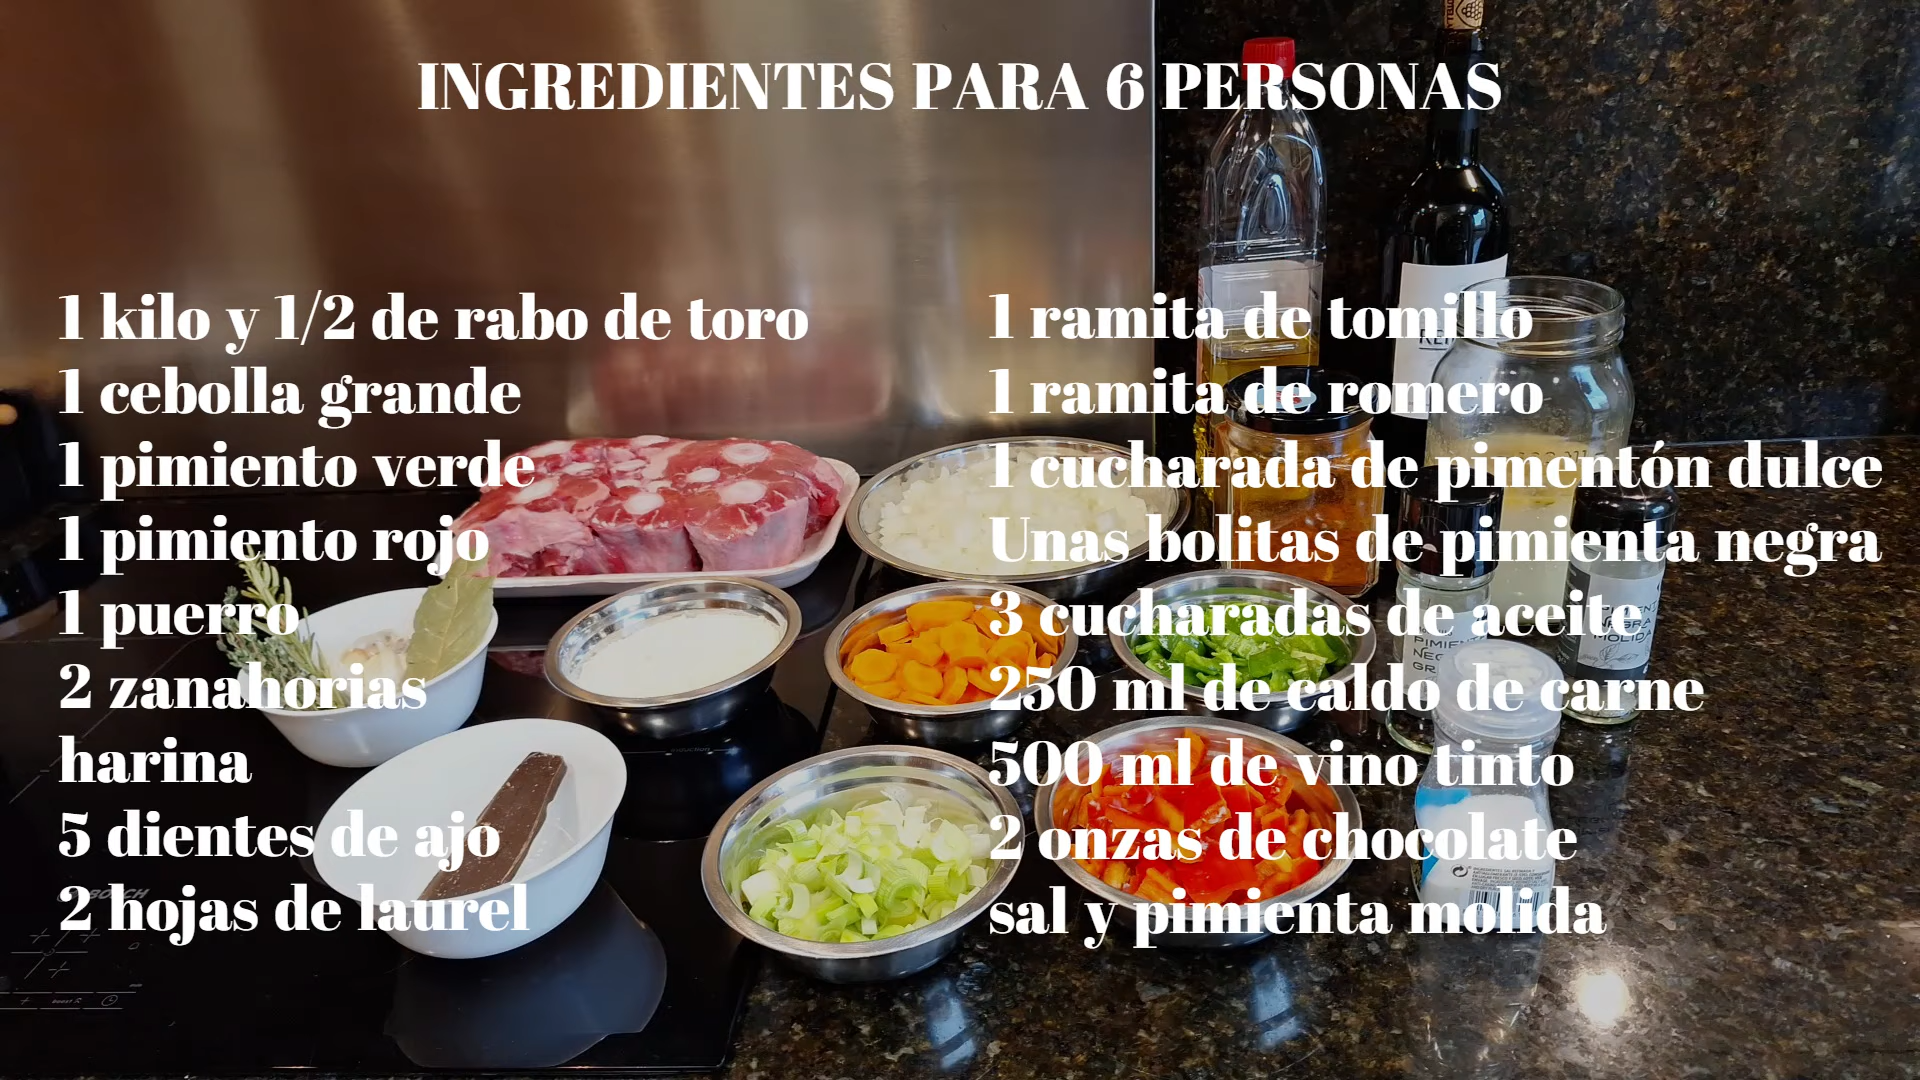 INGREDIENTES PARA 6 PERSONAS
1 kilo y 1/2 de rabo de toro
1 cebolla grande
1 pimiento verde
1 pimiento rojo
1 puerro
2 zanahorias
harina
5 dientes de ajo
2 hojas de laurel
1 ramita de tomillo
1 ramita de romero
1 cucharada de pimentón dulce
Unas bolitas de pimienta negra
3 cucharadas de aceite
250 ml de caldo de carne
500 ml de vino tinto
2 onzas de chocolate
sal y pimienta molida
NEGRA
MOLIDA
BOSCH